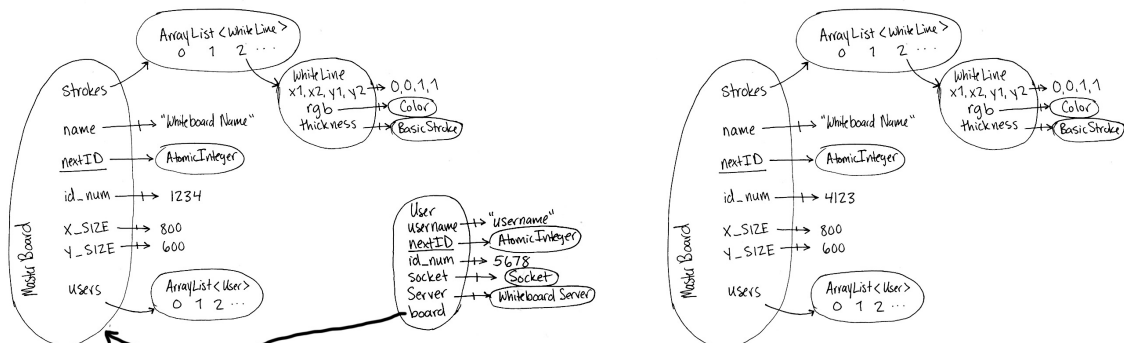 ArrayList<WhiteLine>
0 1 2 ...
WhiteLine
x1, x2, y1, y2 → 0,0,1,1
rgb → Color
thickness → BasicStroke
Master Board
strokes
name → "Whiteboard Name"
nextID → AtomicInteger
id_num → 1234
X_SIZE → 800
Y_SIZE → 600
users
ArrayList<User>
0 1 2 ...
User
username → "username"
nextID → AtomicInteger
id_num → 5678
Socket → Socket
Server → Whiteboard Server
board
ArrayList<WhiteLine>
0 1 2 ...
WhiteLine
x1, x2, y1, y2 → 0,0,1,1
rgb → Color
thickness → BasicStroke
Master Board
strokes
name → "Whiteboard Name"
nextID → AtomicInteger
id_num → 4123
X_SIZE → 800
Y_SIZE → 600
users
ArrayList<User>
0 1 2 ...